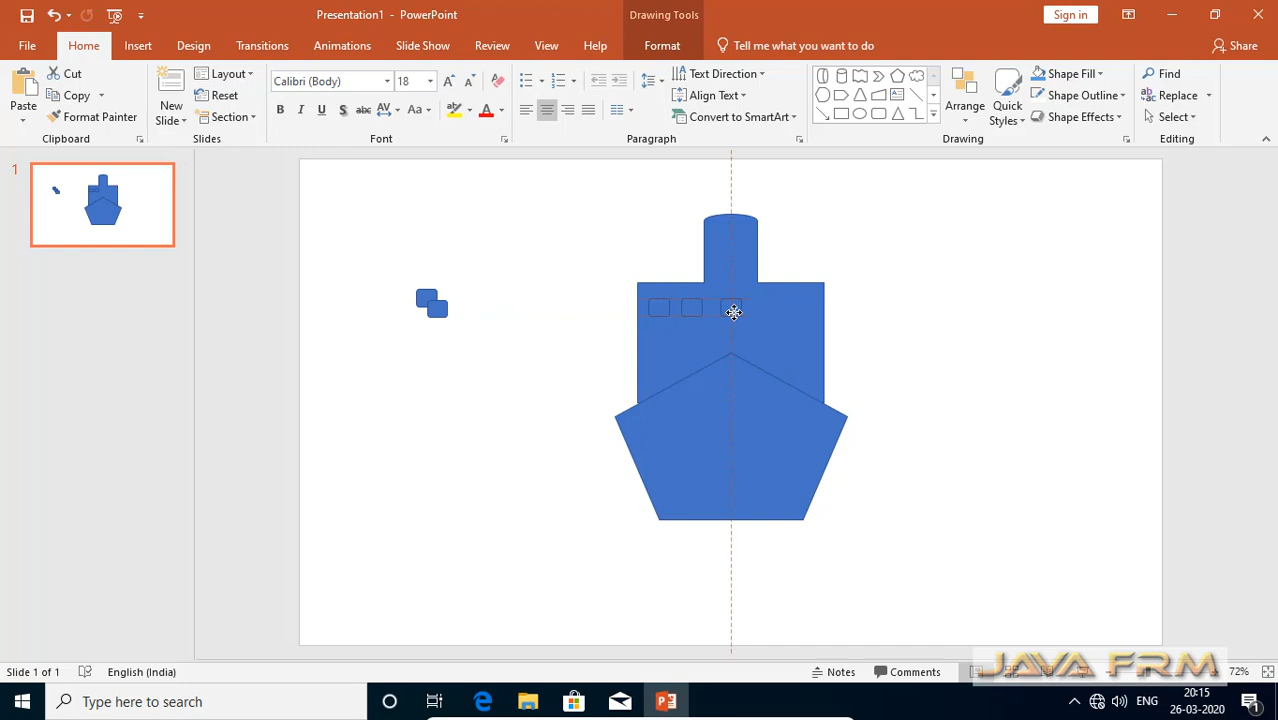 Presentation1 - PowerPoint
Drawing Tools
Sign in
File
Home
Insert
Design
Transitions
Animations
Slide Show
Review
View
Help
Format
Tell me what you want to do
Share
Paste
Cut
Copy
Format Painter
Clipboard
New
Slide
Layout
Reset
Section
Slides
Calibri (Body)
18
B I U S abc AV Aa A
Font
Text Direction
Align Text
Convert to SmartArt
Paragraph
Arrange
Quick
Styles
Shape Fill
Shape Outline
Shape Effects
Drawing
Find
Replace
Select
Editing
1
Slide 1 of 1
English (India)
Notes
Comments
72%
JAVA FRM
Type here to search
ENG
20:15
26-03-2020
1